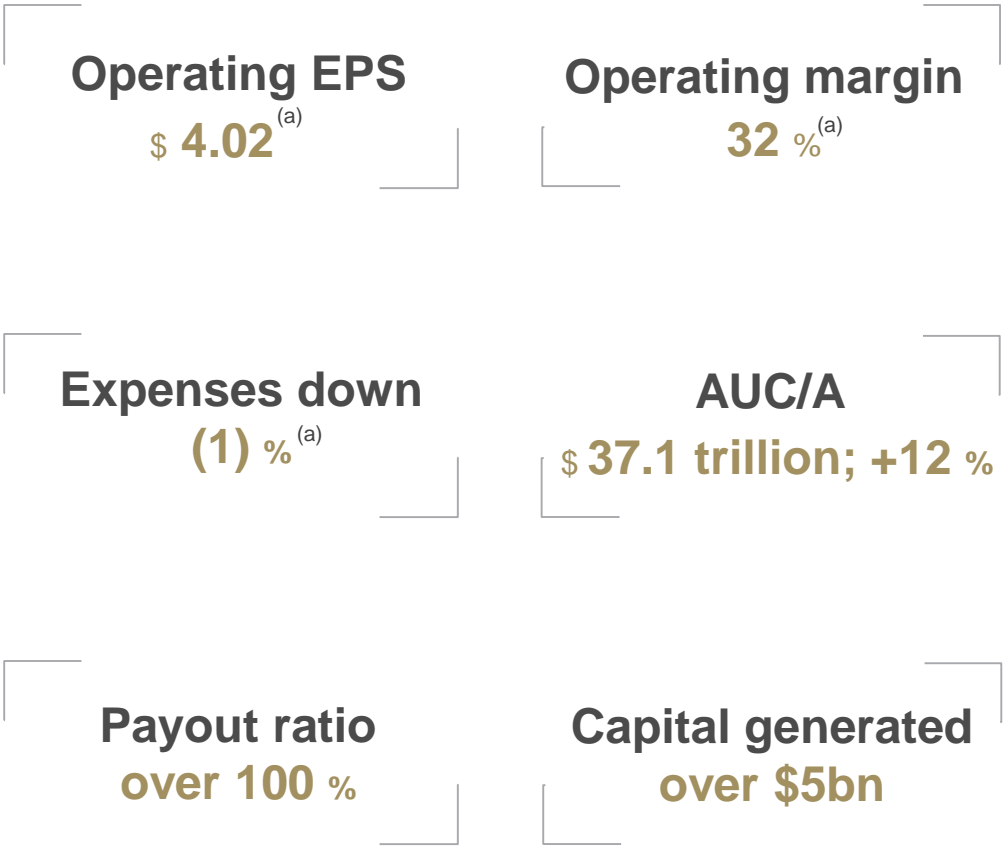 Operating EPS
$ 4.02 (a)
Operating margin
32 % (a)
Expenses down
(1) % (a)
AUC/A
$ 37.1 trillion; +12 %
Payout ratio
over 100 %
Capital generated
over $5bn